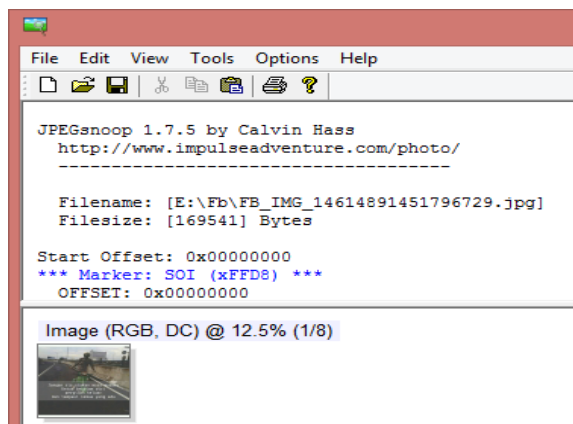 File Edit View Tools Options Help
JPEGsnoop 1.7.5 by Calvin Hass
http://www.impulseadventure.com/photo/
-------------------------------------
Filename: [E:\Fb\FB_IMG_14614891451796729.jpg]
Filesize: [169541] Bytes
Start Offset: 0x00000000
*** Marker: SOI (xFFD8) ***
OFFSET: 0x00000000
Image (RGB, DC) @ 12.5% (1/8)